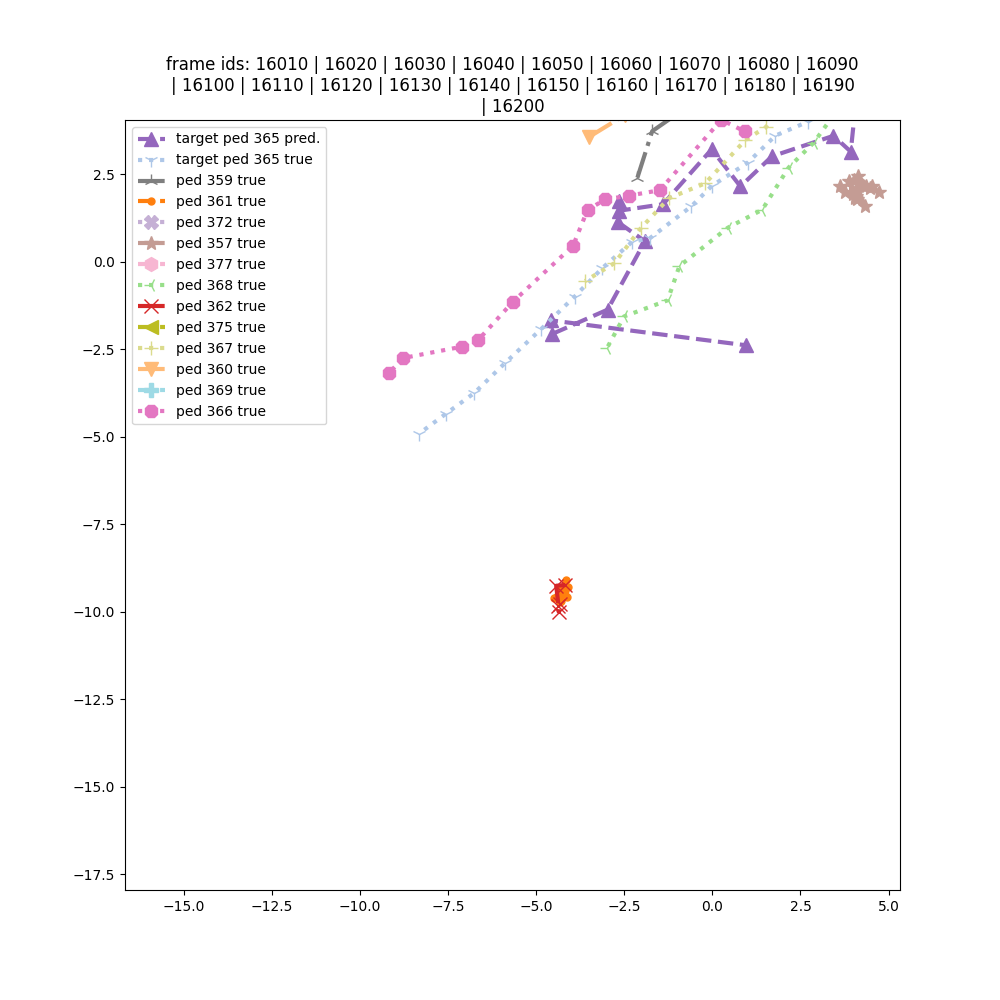 frame ids: 16010 | 16020 | 16030 | 16040 | 16050 | 16060 | 16070 | 16080 | 16090
| 16100 | 16110 | 16120 | 16130 | 16140 | 16150 | 16160 | 16170 | 16180 | 16190
| 16200
target ped 365 pred.
target ped 365 true
ped 359 true
ped 361 true
ped 372 true
ped 357 true
ped 377 true
ped 368 true
ped 362 true
ped 375 true
ped 367 true
ped 360 true
ped 369 true
ped 366 true
2.5
0.0
−2.5
−5.0
−7.5
−10.0
−12.5
−15.0
−17.5
−15.0 −12.5 −10.0 −7.5 −5.0 −2.5 0.0 2.5 5.0